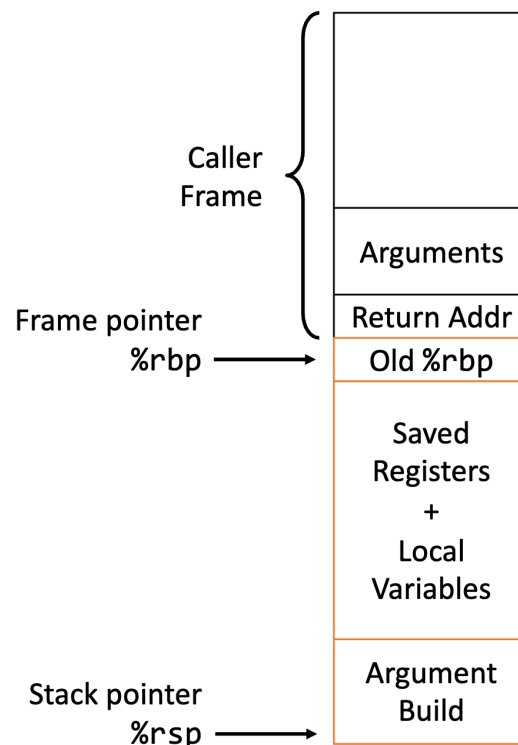 Caller
Frame
Arguments
Return Addr
Frame pointer
%rbp
Old %rbp
Saved
Registers
+
Local
Variables
Argument
Build
Stack pointer
%rsp